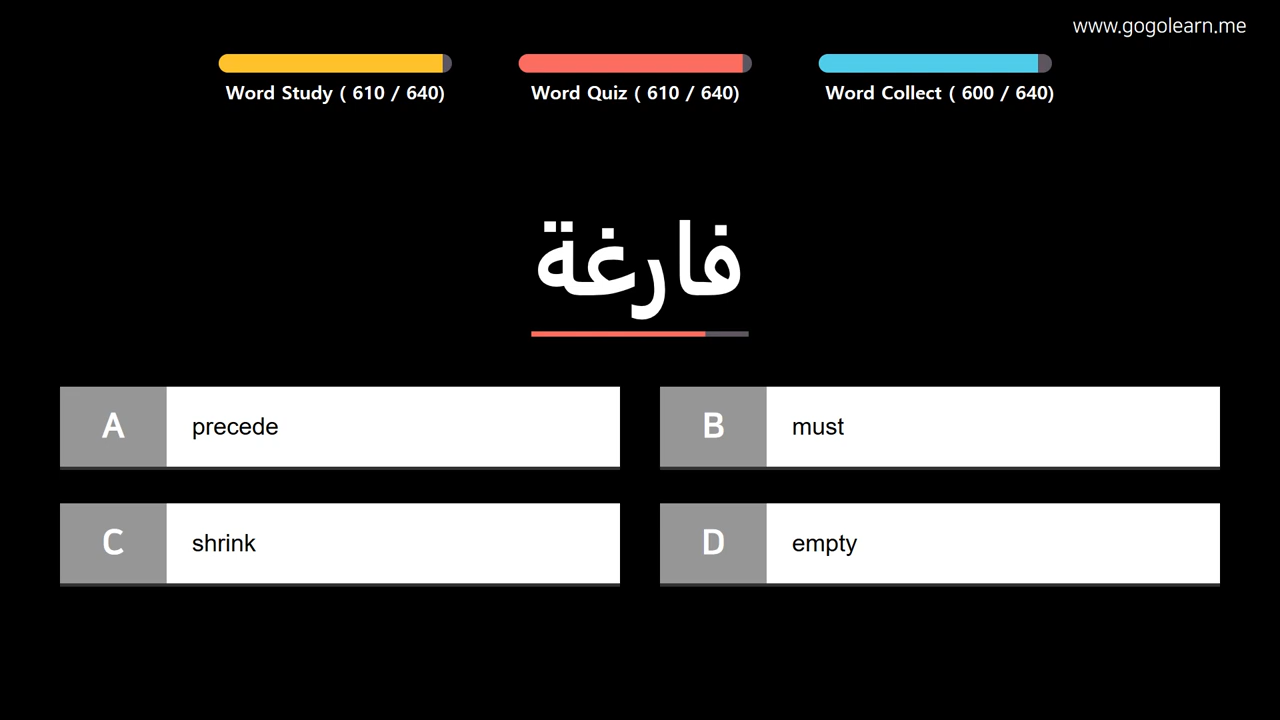 www.gogolearn.me
Word Study ( 610 / 640)
Word Quiz ( 610 / 640)
Word Collect ( 600 / 640)
فارغة
A precede
B must
C shrink
D empty